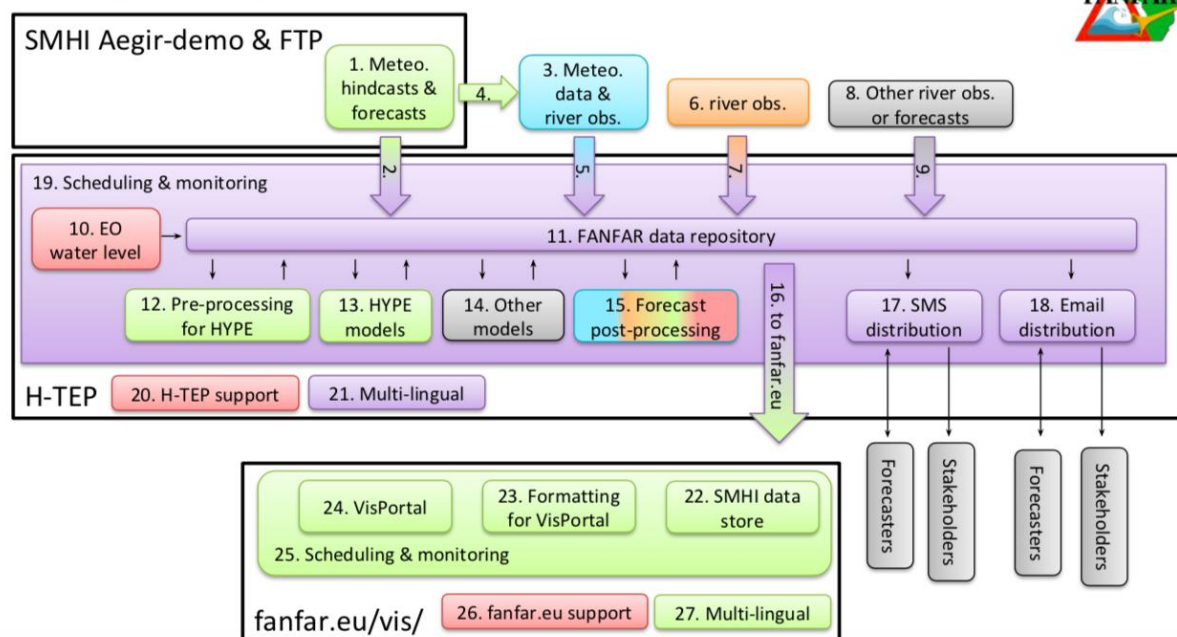 FANFAR
SMHI Aegir-demo & FTP
1. Meteo.
hindcasts &
forecasts
4.
3. Meteo.
data &
river obs.
6. river obs.
8. Other river obs.
or forecasts
2.
5.
7.
9.
19. Scheduling & monitoring
10. EO
water level
11. FANFAR data repository
12. Pre-processing
for HYPE
13. HYPE
models
14. Other
models
15. Forecast
post-processing
16. to fanfar.eu
17. SMS
distribution
18. Email
distribution
H-TEP
20. H-TEP support
21. Multi-lingual
Forecasters
Stakeholders
Forecasters
Stakeholders
24. VisPortal
23. Formatting
for VisPortal
22. SMHI data
store
25. Scheduling & monitoring
fanfar.eu/vis/
26. fanfar.eu support
27. Multi-lingual